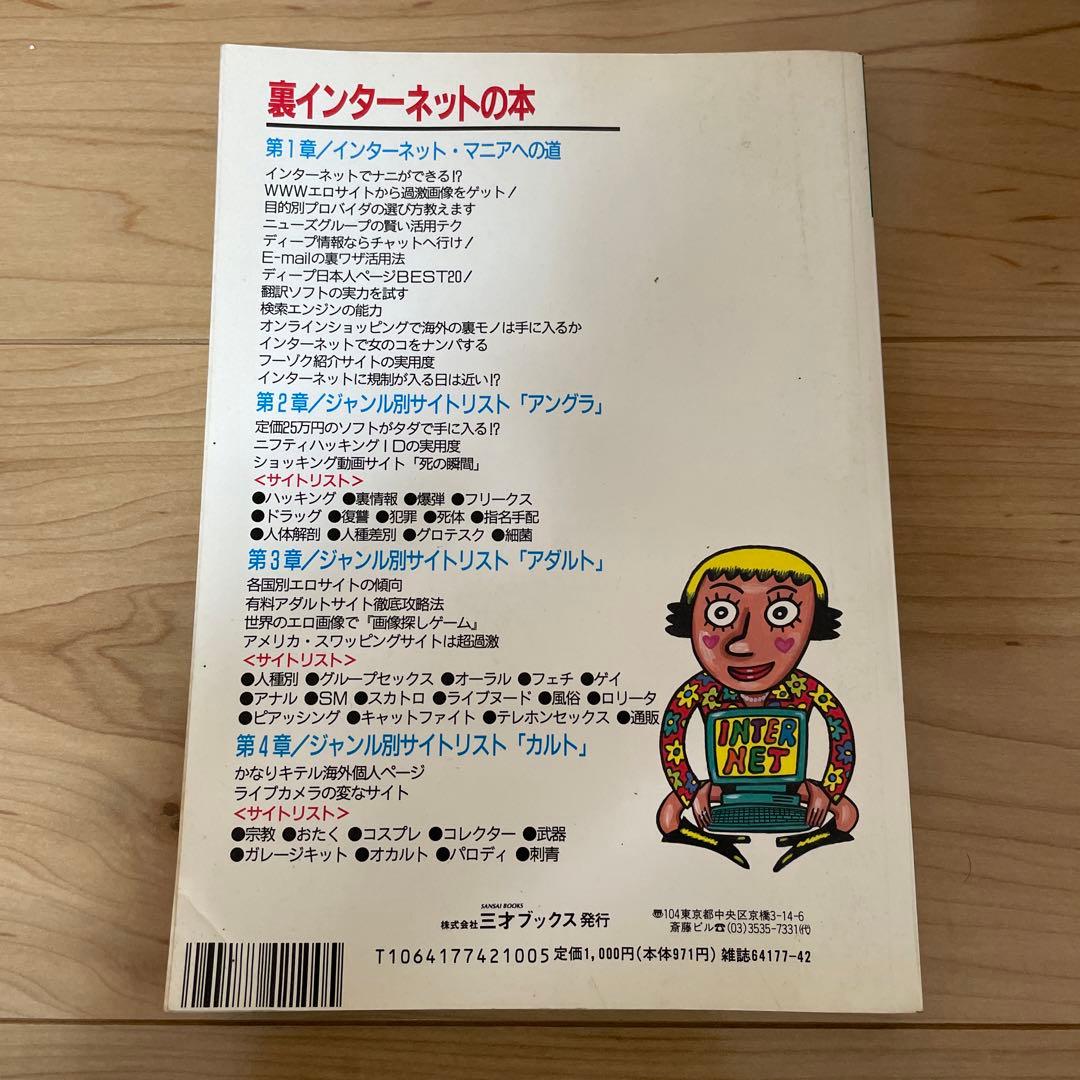 裏インターネットの本
第1章/インターネット・マニアへの道
インターネットでナニができる!?
WWWエロサイトから過激画像をゲット!
目的別プロバイダの選び方教えます
ニューズグループの賢い活用テク
ディープ情報ならチャットへ行け!
E-mailの裏ワザ活用法
ディープ日本人ページBEST20!
翻訳ソフトの実力を試す
検索エンジンの能力
オンラインショッピングで海外の裏モノは手に入るか
インターネットで女のコをナンパする
フーゾク紹介サイトの実用度
インターネットに規制が入る日は近い!?
第2章/ジャンル別サイトリスト「アングラ」
定価25万円のソフトがタダで手に入る!?
ニフティハッキングIDの実用度
ショッキング動画サイト「死の瞬間」
<サイトリスト>
●ハッキング ●裏情報 ●爆弾 ●フリークス
●ドラッグ ●復讐 ●犯罪 ●死体 ●指名手配
●人体解剖 ●人種差別 ●グロテスク ●細菌
第3章/ジャンル別サイトリスト「アダルト」
各国別エロサイトの傾向
有料アダルトサイト徹底攻略法
世界のエロ画像で『画像探しゲーム』
アメリカ・スワッピングサイトは超過激
<サイトリスト>
●人種別 ●グループセックス ●オーラル ●フェチ ●ゲイ
●アナル ●SM ●スカトロ ●ライブヌード ●風俗 ●ロリータ
●ピアッシング ●キャットファイト ●テレホンセックス ●通販
第4章/ジャンル別サイトリスト「カルト」
かなりキテル海外個人ページ
ライブカメラの変なサイト
<サイトリスト>
●宗教 ●おたく ●コスプレ ●コレクター ●武器
●ガレージキット ●オカルト ●パロディ ●刺青
INTER
NET
SANSAI BOOKS
株式会社三才ブックス発行
〠104東京都中央区京橋3-14-6
斎藤ビル☎(03)3535-7331(代)
T1064177421005 定価1,000円(本体971円) 雑誌64177-42